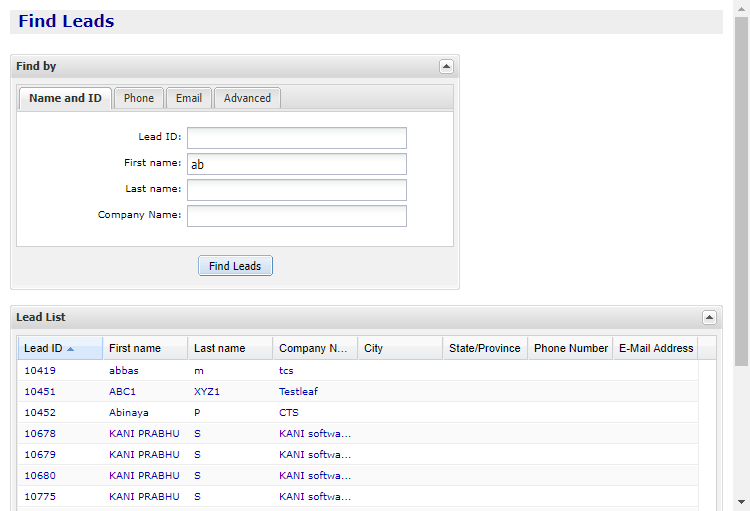 Find Leads
Find by
Name and ID Phone Email Advanced
Lead ID:
First name: ab
Last name:
Company Name:
Find Leads
Lead List
Lead ID First name Last name Company N... City State/Province Phone Number E-Mail Address
10419 abbas m tcs
10451 ABC1 XYZ1 Testleaf
10452 Abinaya P CTS
10678 KANI PRABHU S KANI softwa...
10679 KANI PRABHU S KANI softwa...
10680 KANI PRABHU S KANI softwa...
10775 KANI PRABHU S KANI softwa...